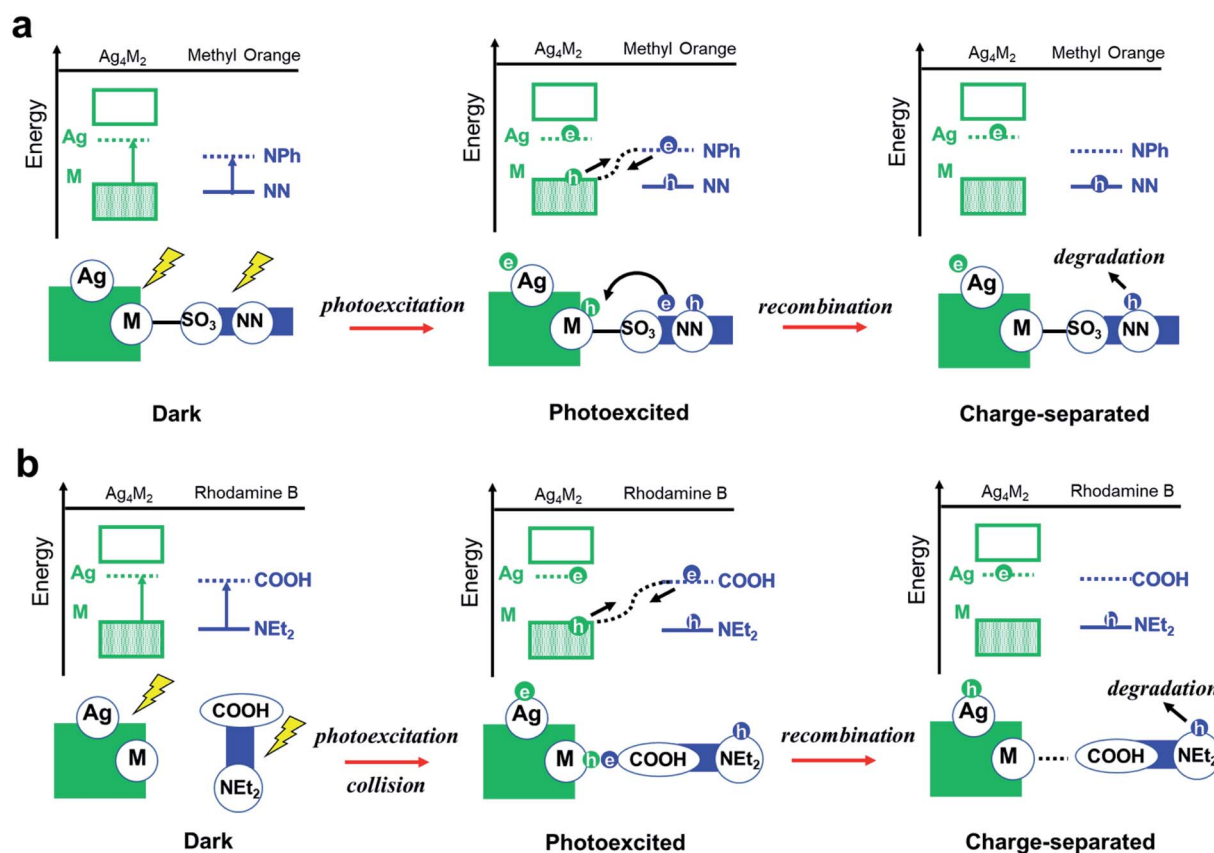 a
Ag₄M₂ Methyl Orange
Energy
Ag
M
NPh
NN
Ag
M
SO₃
NN
Dark
photoexcitation
Ag₄M₂ Methyl Orange
Energy
Ag
M
e
h
e
h
NPh
NN
e
Ag
h
M
SO₃
e
h
NN
Photoexcited
recombination
Ag₄M₂ Methyl Orange
Energy
Ag
M
e
h
NPh
NN
degradation
e
Ag
M
SO₃
h
NN
Charge-separated
b
Ag₄M₂ Rhodamine B
Energy
Ag
M
COOH
NEt₂
Ag
M
COOH
NEt₂
Dark
photoexcitation
collision
Ag₄M₂ Rhodamine B
Energy
Ag
M
e
h
e
h
COOH
NEt₂
e
Ag
M
h
e
COOH
h
NEt₂
Photoexcited
recombination
Ag₄M₂ Rhodamine B
Energy
Ag
M
e
h
COOH
NEt₂
degradation
h
Ag
M
COOH
h
NEt₂
Charge-separated